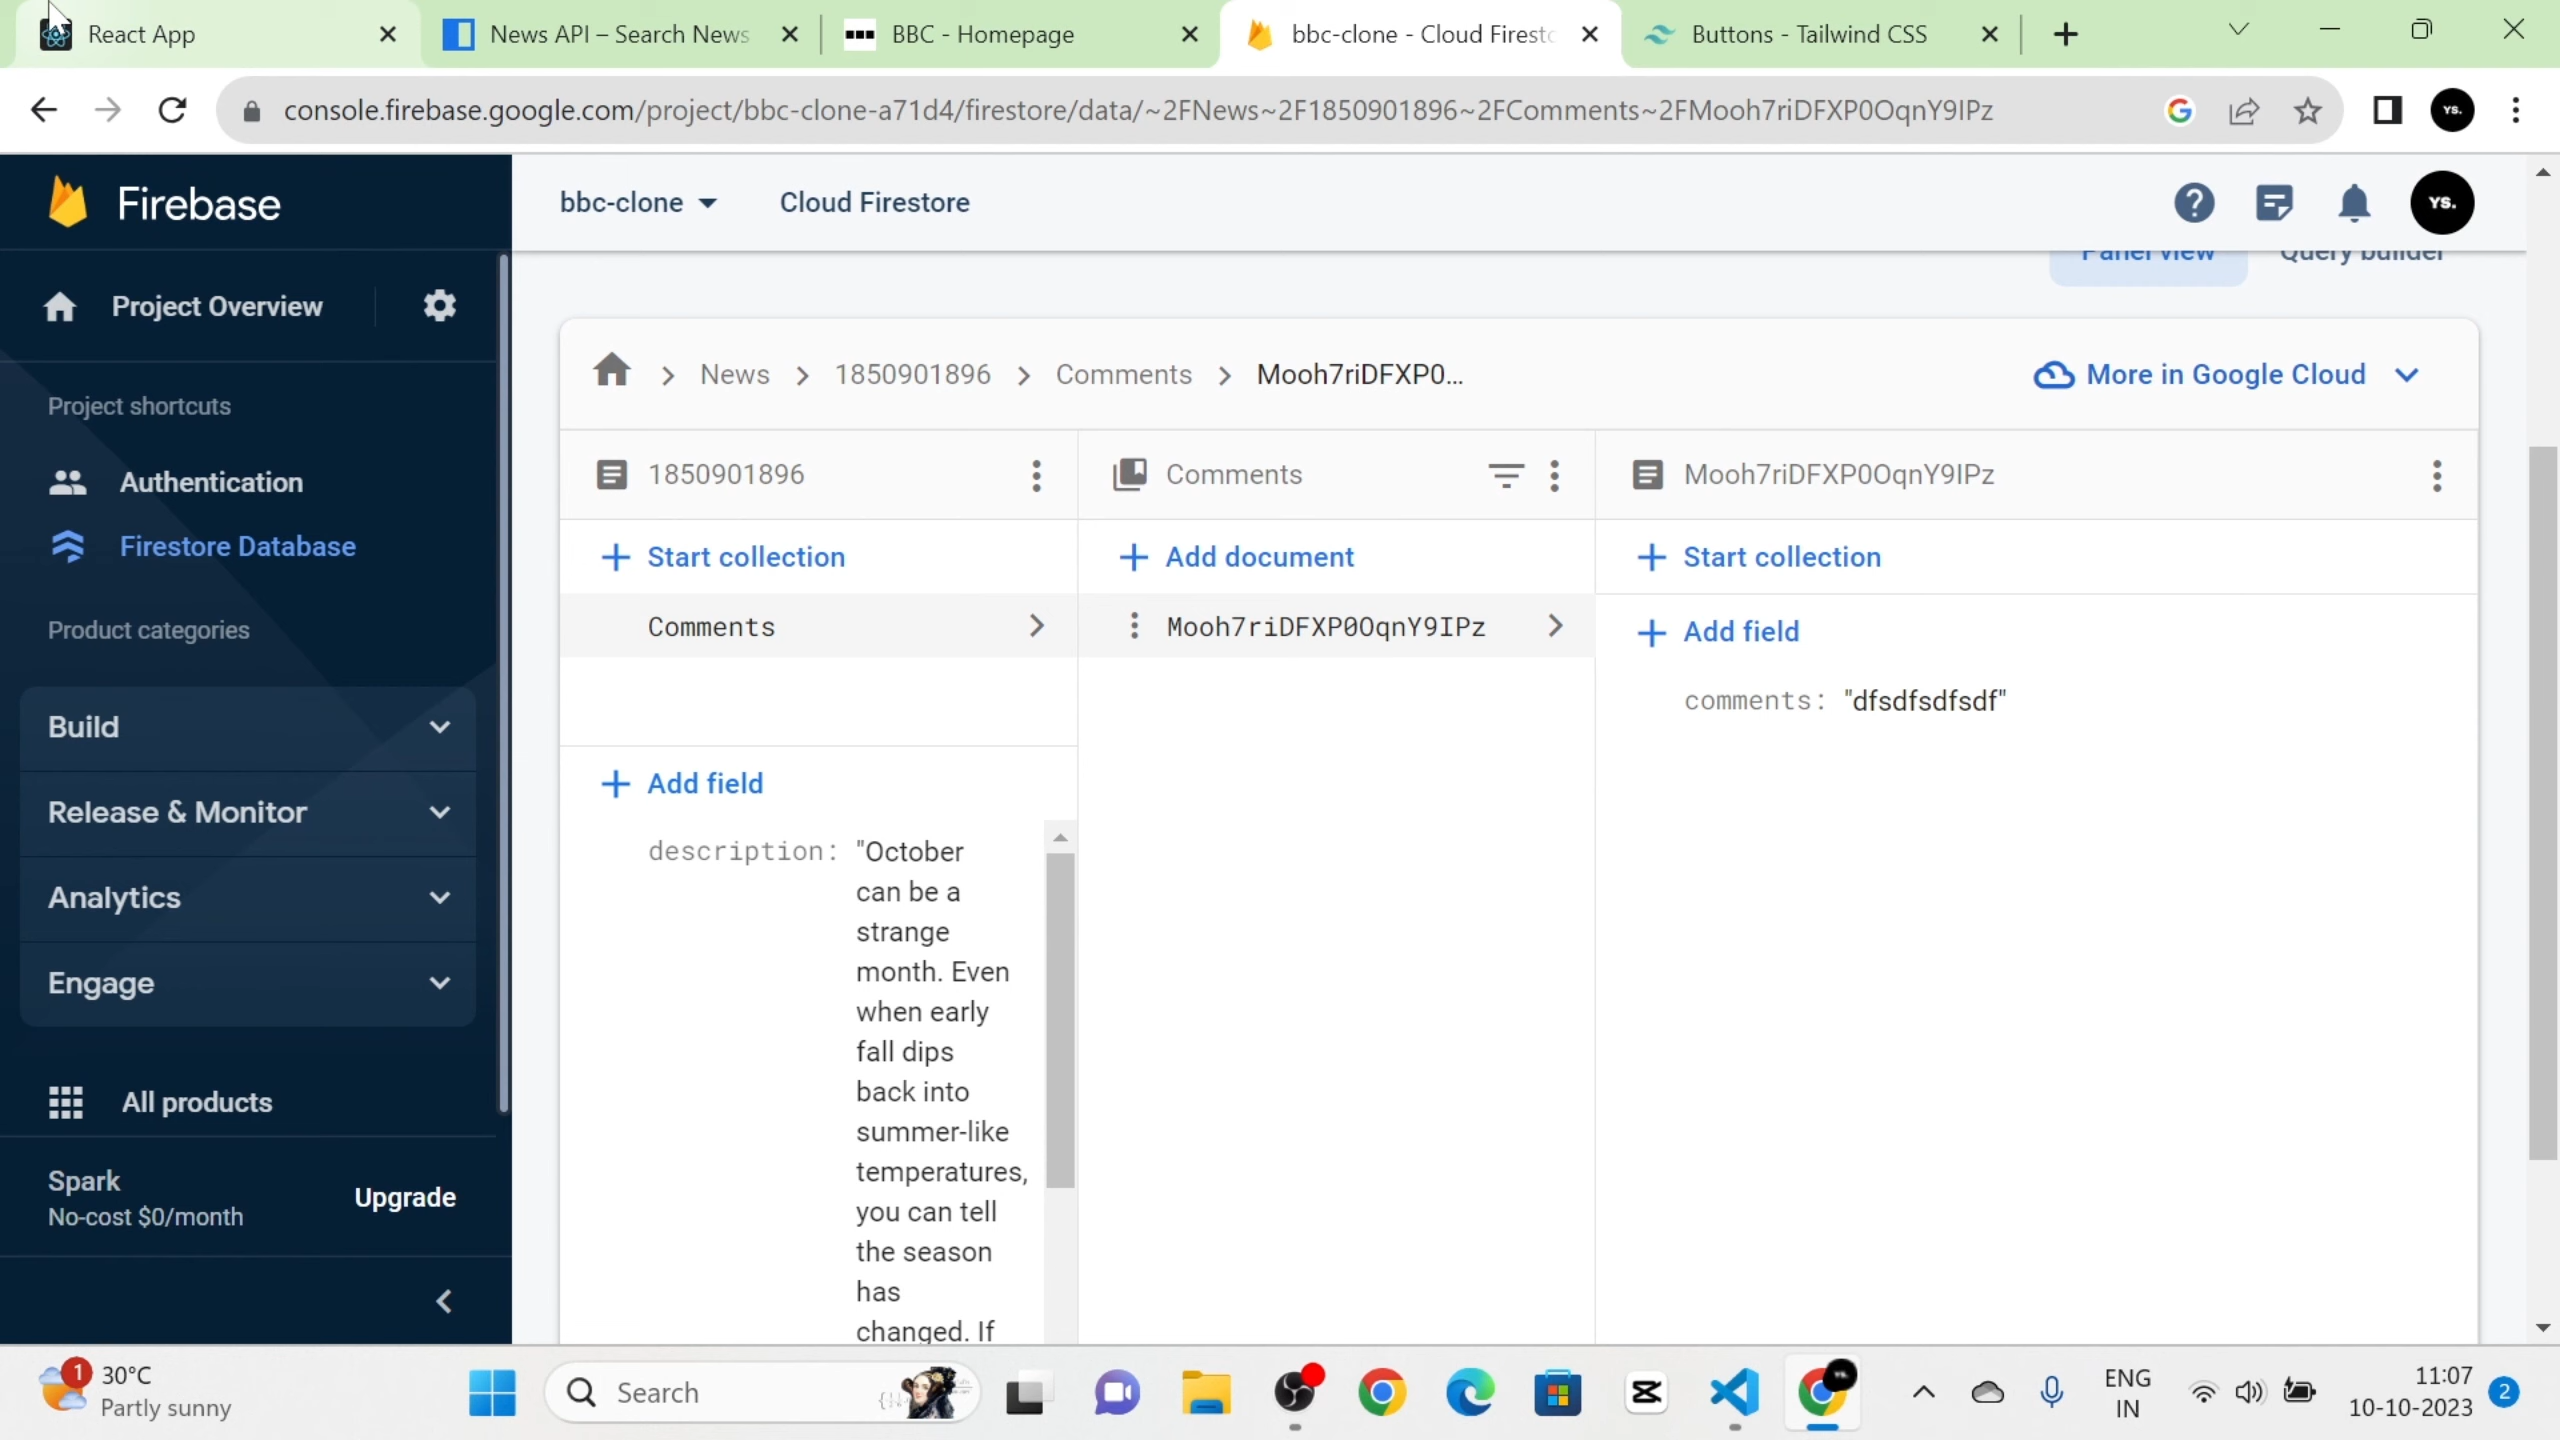 React App
News API – Search News
BBC - Homepage
bbc-clone - Cloud Firesto
Buttons - Tailwind CSS
console.firebase.google.com/project/bbc-clone-a71d4/firestore/data/~2FNews~2F1850901896~2FComments~2FMooh7riDFXP0OqnY9IPz
YS.
Firebase
bbc-clone
Cloud Firestore
YS.
Panel view
Query builder
Project Overview
News
1850901896
Comments
Mooh7riDFXP0...
More in Google Cloud
Project shortcuts
Authentication
Firestore Database
Product categories
Build
Release & Monitor
Analytics
Engage
All products
Spark
No-cost $0/month
Upgrade
1850901896
Start collection
Comments
Add field
description: "October
can be a
strange
month. Even
when early
fall dips
back into
summer-like
temperatures,
you can tell
the season
has
changed. If
Comments
Add document
Mooh7riDFXP0OqnY9IPz
Mooh7riDFXP0OqnY9IPz
Start collection
Add field
comments: "dfsdfsdfsdf"
1
30°C
Partly sunny
Search
ENG
IN
11:07
10-10-2023
2